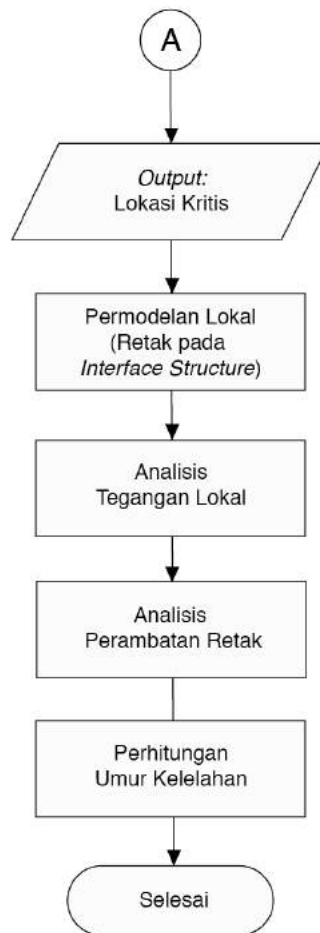 A
Output:
Lokasi Kritis
Permodelan Lokal
(Retak pada
Interface Structure)
Analisis
Tegangan Lokal
Analisis
Perambatan Retak
Perhitungan
Umur Kelelahan
Selesai